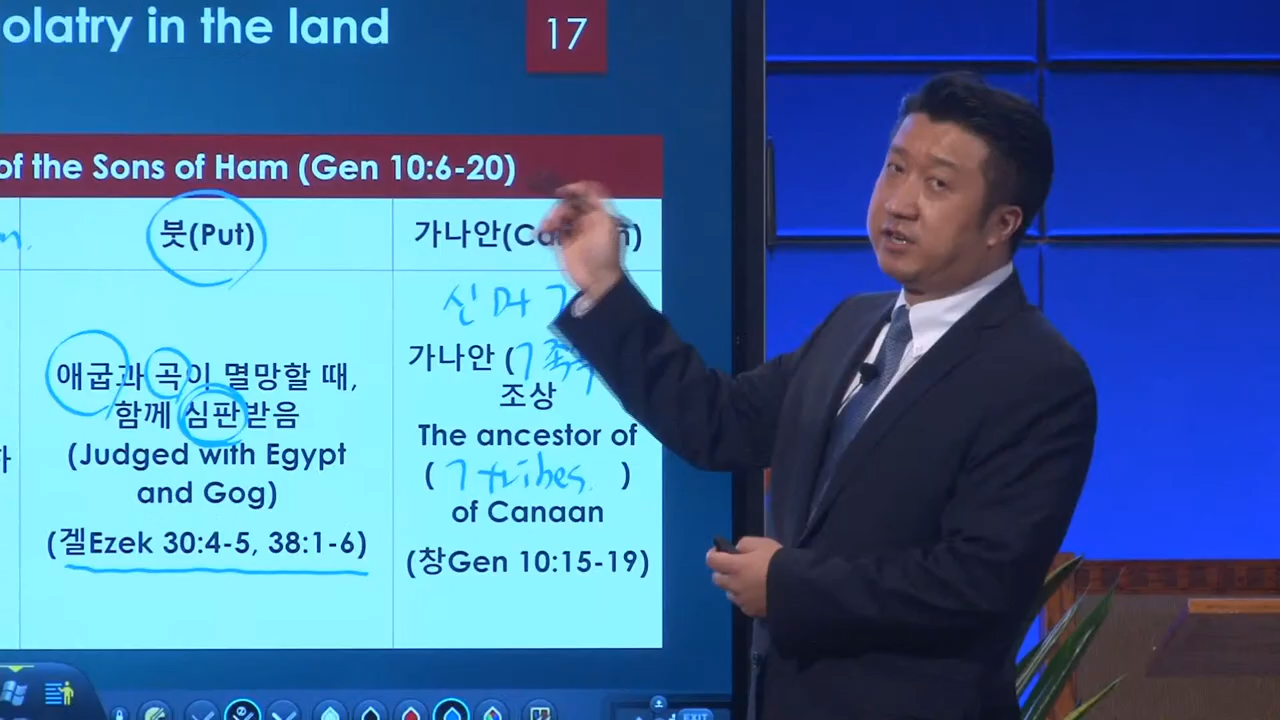 olatry in the land
17
of the Sons of Ham (Gen 10:6-20)
붓(Put)
가나안(
애굽과 곡이 멸망할 때,
함께 심판받음
(Judged with Egypt
and Gog)
(겔Ezek 30:4-5, 38:1-6)
가나안 (7
조상
The ancestor of
( 7 tribes. )
of Canaan
(창Gen 10:15-19)
EXIT